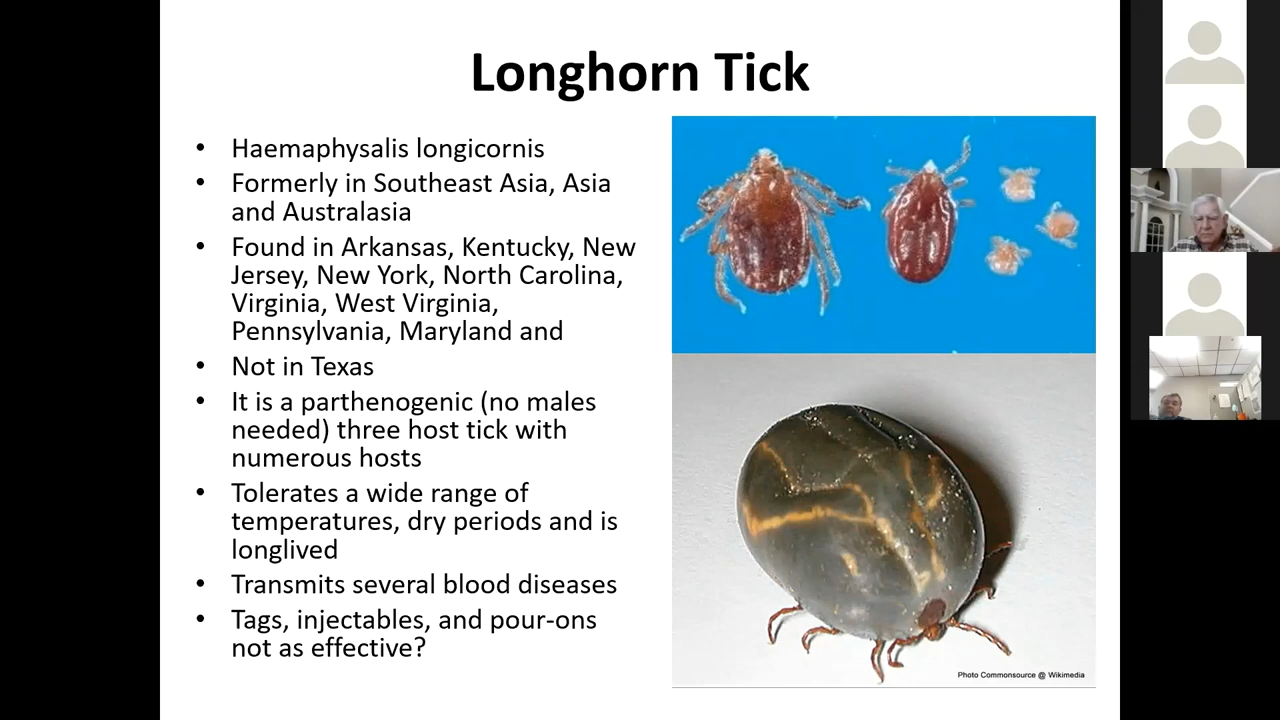 Longhorn Tick
• Haemaphysalis longicornis
• Formerly in Southeast Asia, Asia
and Australasia
• Found in Arkansas, Kentucky, New
Jersey, New York, North Carolina,
Virginia, West Virginia,
Pennsylvania, Maryland and
• Not in Texas
• It is a parthenogenic (no males
needed) three host tick with
numerous hosts
• Tolerates a wide range of
temperatures, dry periods and is
longlived
• Transmits several blood diseases
• Tags, injectables, and pour-ons
not as effective?
Photo Commonsource @ Wikimedia